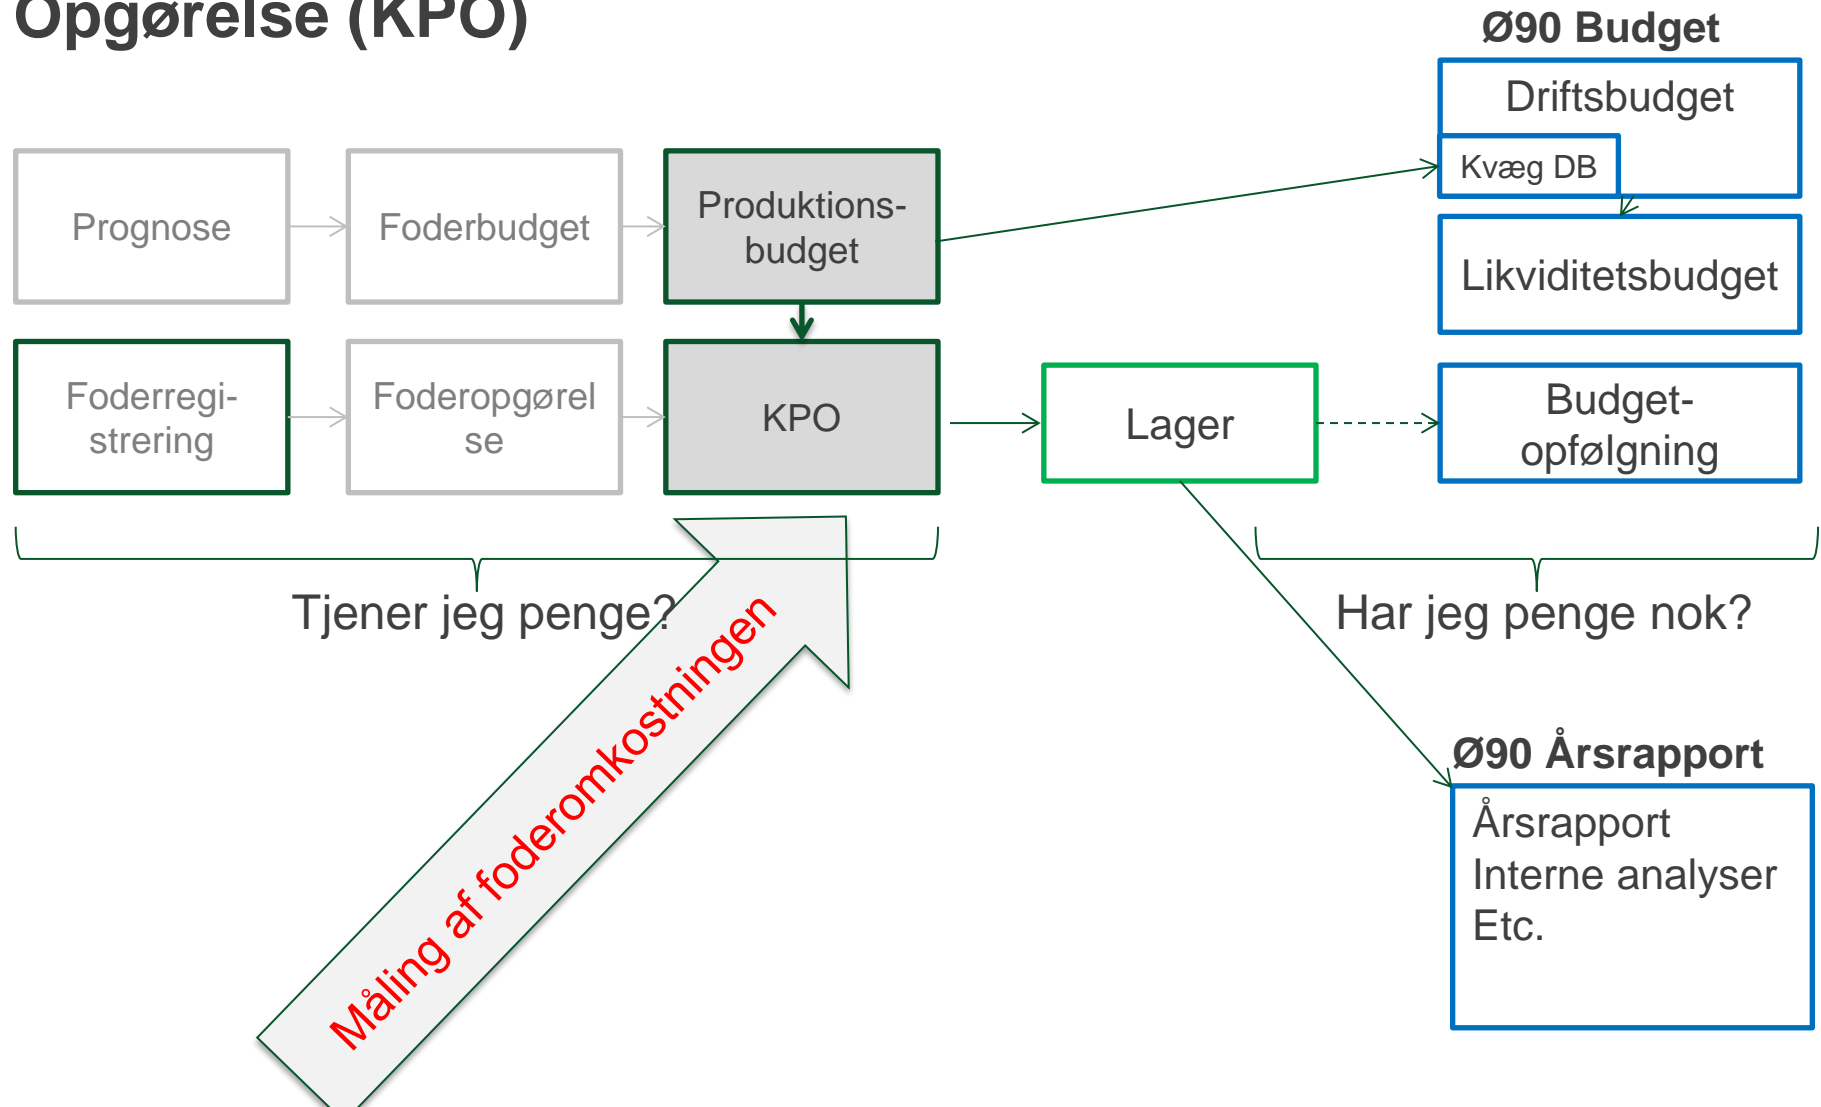 Opgørelse (KPO)
Ø90 Budget
Driftsbudget
Kvæg DB
Prognose
Foderbudget
Produktions-
budget
Likviditetsbudget
Foderregi-
strering
Foderopgørel
se
KPO
Lager
Budget-
opfølgning
Tjener jeg penge?
Har jeg penge nok?
Måling af foderomkostningen
Ø90 Årsrapport
Årsrapport
Interne analyser
Etc.